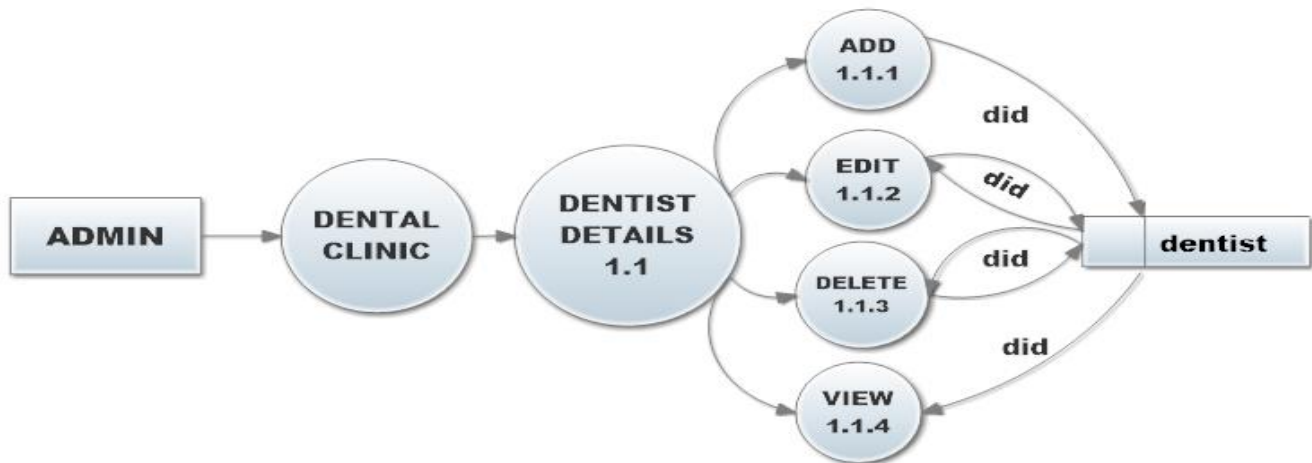 ADMIN
DENTAL
CLINIC
DENTIST
DETAILS
1.1
ADD
1.1.1
did
EDIT
1.1.2
did
DELETE
1.1.3
did
VIEW
1.1.4
did
dentist